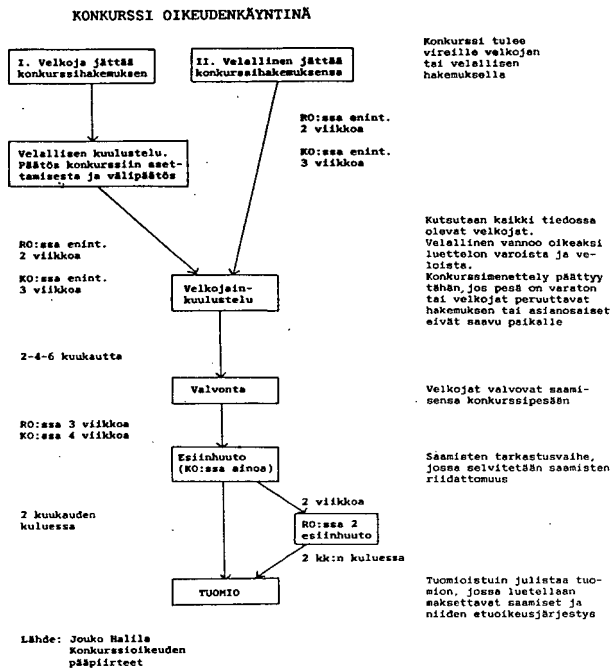 KONKURSSI OIKEUDENKÄYNTINÄ
I. Velkoja jättää
konkurssihakemuksen
II. Velallinen jättää
konkurssihakemuksensa
Konkurssi tulee
vireille velkojan
tai velallisen
hakemuksella
RO:ssa enint.
2 viikkoa
KO:ssa enint.
3 viikkoa
Velallisen kuulustelu.
Päätös konkurssiin aset-
tamisesta ja välipäätös
RO:ssa enint.
2 viikkoa
KO:ssa enint.
3 viikkoa
Velkojain-
kuulustelu
Kutsutaan kaikki tiedossa
olevat velkojat.
Velallinen vannoo oikeaksi
luettelon varoista ja ve-
loista.
Konkurssimenettely päättyy
tähän, jos pesä on varaton
tai velkojat peruuttavat
hakemuksen tai asianosaiset
eivät saavu paikalle
2-4-6 kuukautta
Valvonta
Velkojat valvovat saami-
sensa konkurssipesään
RO:ssa 3 viikkoa
KO:ssa 4 viikkoa
Esiinhuuto
(KO:ssa ainoa)
Saamisten tarkastusvaihe,
jossa selvitetään saamisten
riidattomuus
2 kuukauden
kuluessa
2 viikkoa
RO:ssa 2
esiinhuuto
2 kk:n kuluessa
TUOMIO
Tuomioistuin julistaa tuo-
mion, jossa luetellaan
maksettavat saamiset ja
niiden etuoikeusjärjestys
Lähde: Jouko Halila
Konkurssioikeuden
pääpiirteet